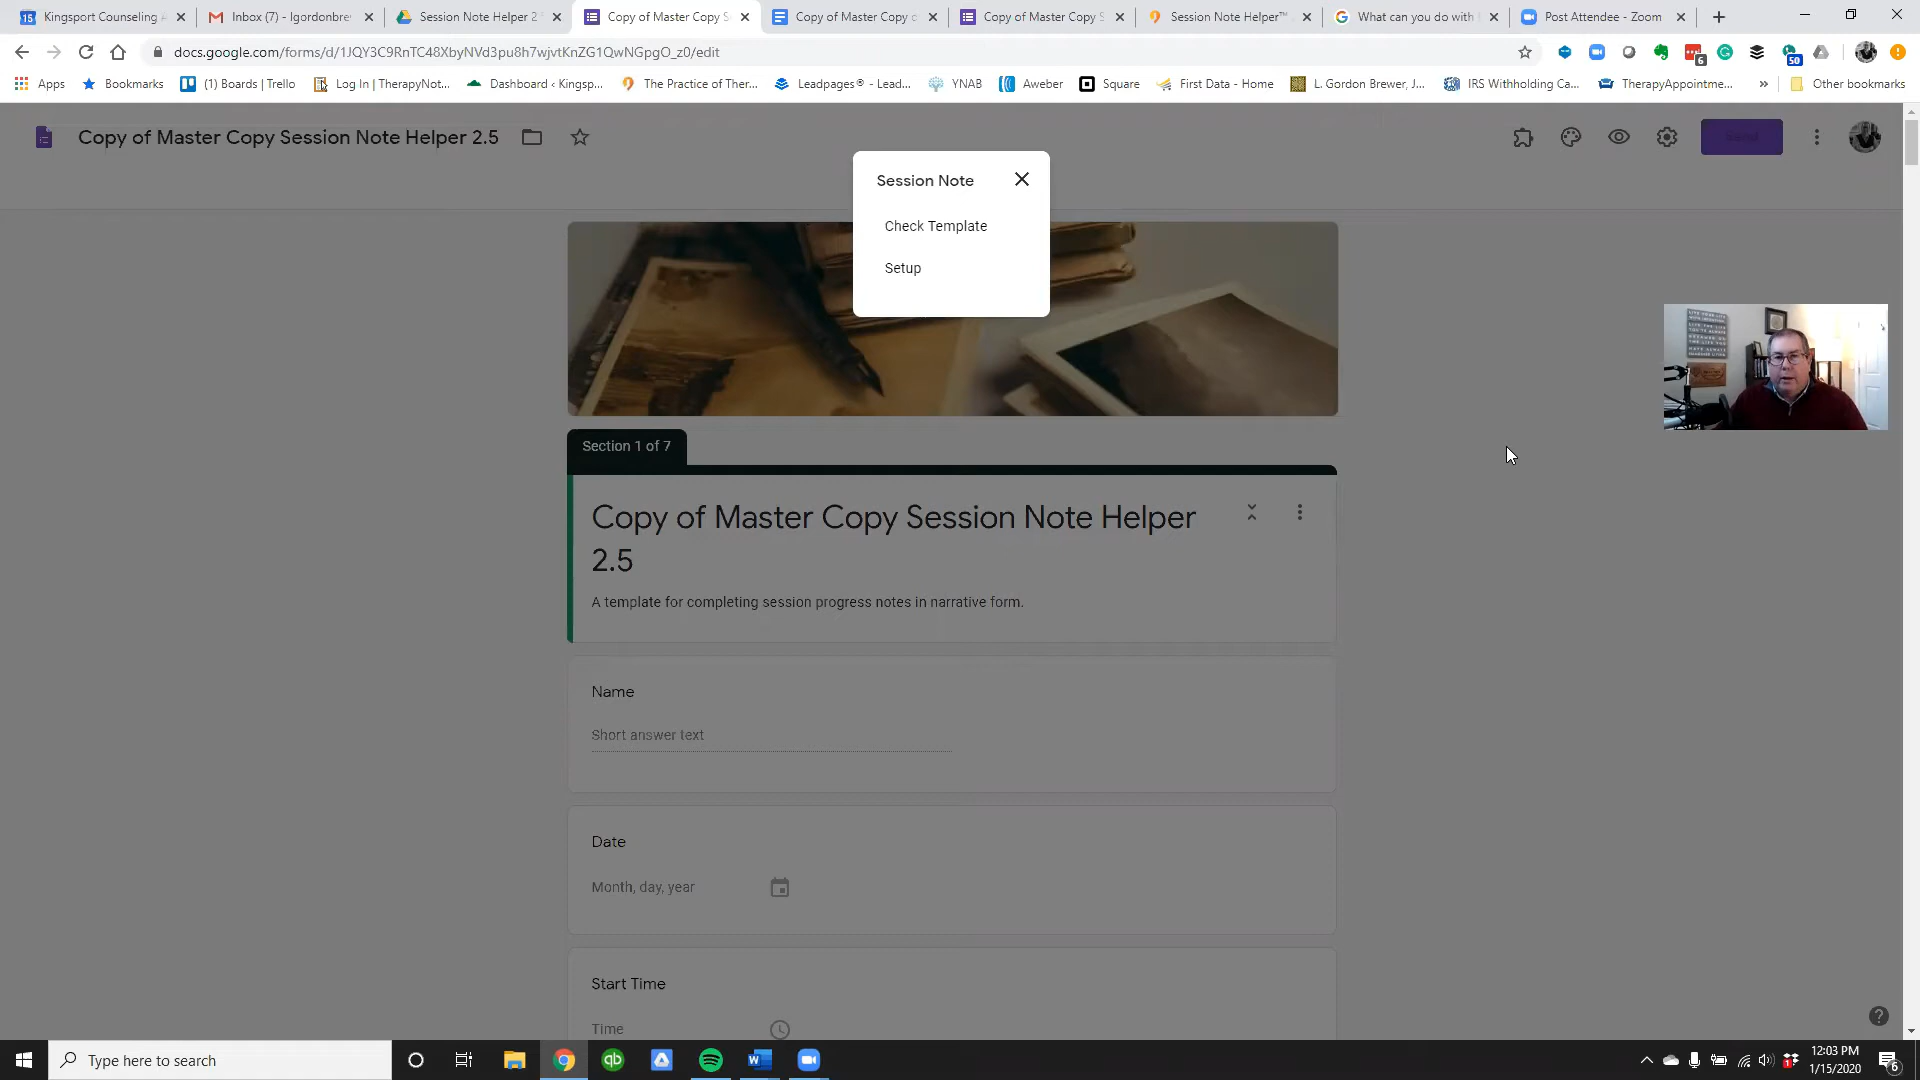 15 Kingsport Counseling A
Inbox (7) - lgordonbre
Session Note Helper 2
Copy of Master Copy S
Copy of Master Copy
Copy of Master Copy S
Session Note Helper™
What can you do with
Post Attendee - Zoom
docs.google.com/forms/d/1JQY3C9RnTC48XbyNVd3pu8h7wjvtKnZG1QwNGpgO_z0/edit
6
50
Apps
Bookmarks
(1) Boards | Trello
Log In | TherapyNot...
Dashboard ‹ Kingsp...
The Practice of Ther...
Leadpages® - Lead...
YNAB
Aweber
Square
First Data - Home
L. Gordon Brewer, J...
IRS Withholding Ca...
TherapyAppointme...
»
Other bookmarks
Copy of Master Copy Session Note Helper 2.5
Send
Session Note
Check Template
Setup
Section 1 of 7
Copy of Master Copy Session Note Helper
2.5
A template for completing session progress notes in narrative form.
Name
Short answer text
Date
Month, day, year
Start Time
Time
Type here to search
12:03 PM
1/15/2020
6